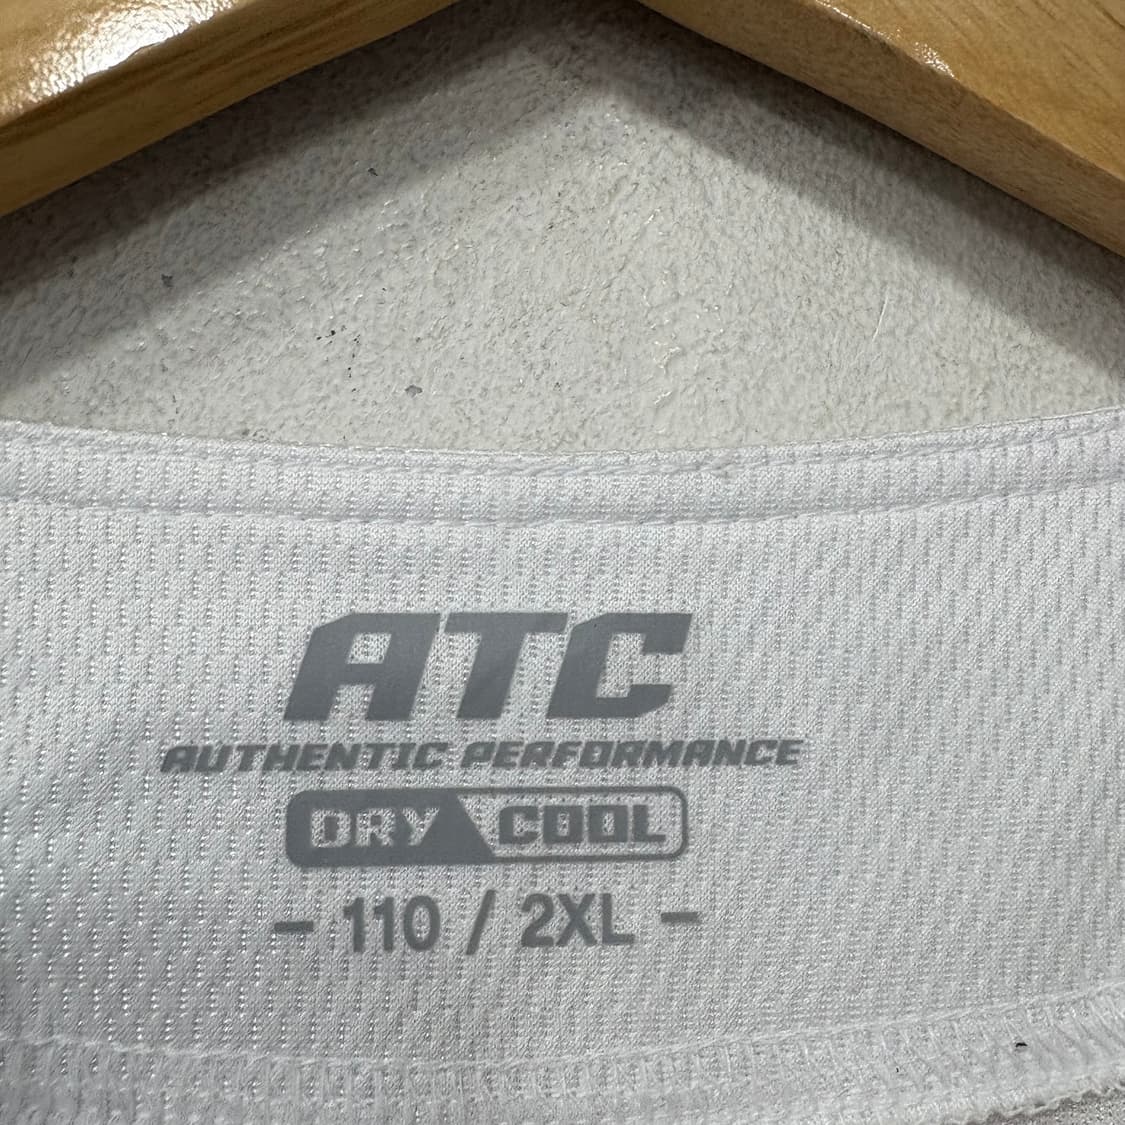 ATC
AUTHENTIC PERFORMANCE
DRY COOL
- 110 / 2XL -